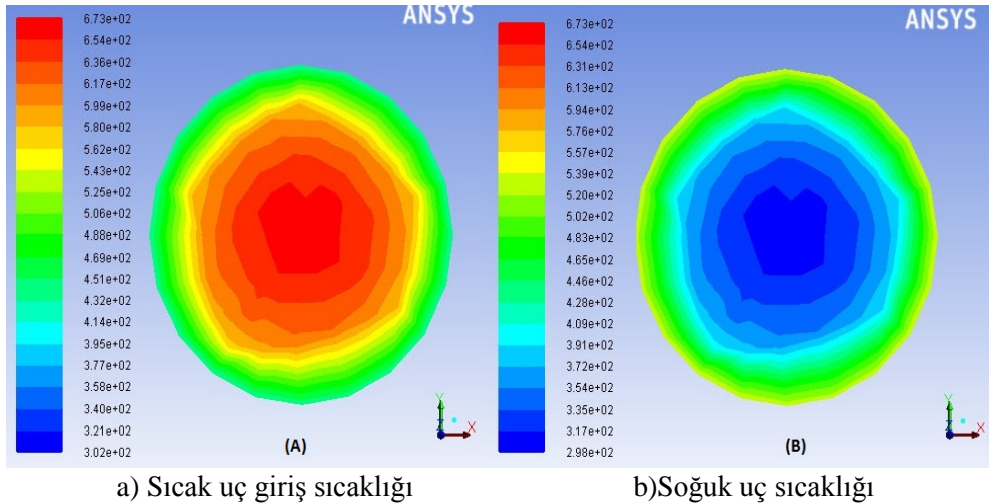 ANSYS
6.73e+02
6.54e+02
6.36e+02
6.17e+02
5.99e+02
5.80e+02
5.62e+02
5.43e+02
5.25e+02
5.06e+02
4.88e+02
4.69e+02
4.51e+02
4.32e+02
4.14e+02
3.95e+02
3.77e+02
3.58e+02
3.40e+02
3.21e+02
3.02e+02
Y
X
Z
(A)
ANSYS
6.73e+02
6.54e+02
6.31e+02
6.13e+02
5.94e+02
5.76e+02
5.57e+02
5.39e+02
5.20e+02
5.02e+02
4.83e+02
4.65e+02
4.46e+02
4.28e+02
4.09e+02
3.91e+02
3.72e+02
3.54e+02
3.35e+02
3.17e+02
2.98e+02
Y
X
Z
(B)
a) Sıcak uç giriş sıcaklığı
b)Soğuk uç sıcaklığı